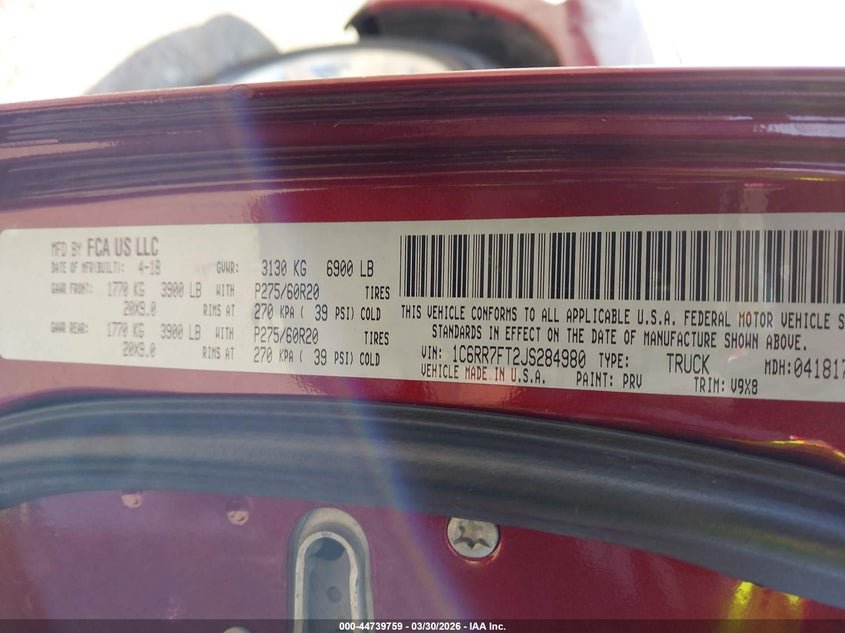 MFD BY FCA US LLC
DATE OF MFR(BUILT): 4-18 GVWR: 3130 KG 6900 LB
GAWR FRONT: 1770 KG 3900 LB WITH P275/60R20 TIRES
20X9.0 RIMS AT 270 KPA ( 39 PSI) COLD
GAWR REAR: 1770 KG 3900 LB WITH P275/60R20 TIRES
20X9.0 RIMS AT 270 KPA ( 39 PSI) COLD
THIS VEHICLE CONFORMS TO ALL APPLICABLE U.S.A. FEDERAL MOTOR VEHICLE S
STANDARDS IN EFFECT ON THE DATE OF MANUFACTURE SHOWN ABOVE.
VIN: 1C6RR7FT2JS284980 TYPE: TRUCK MDH:041817
VEHICLE MADE IN U.S.A. PAINT: PRV TRIM: V9X8
000-44739759 — 03/30/2026 — IAA Inc.